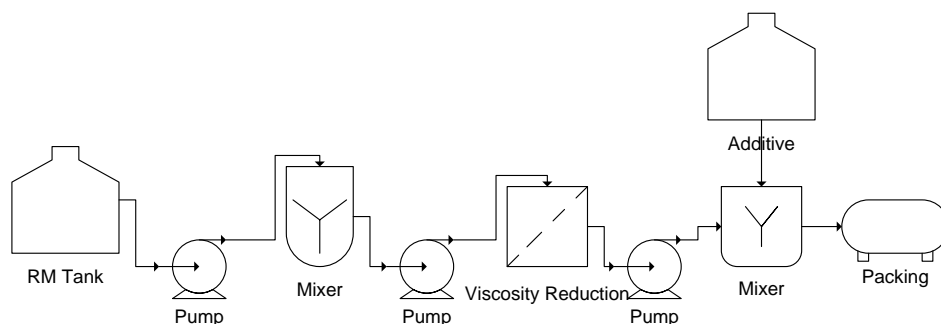 Additive
RM Tank
Pump
Mixer
Pump
Viscosity Reduction
Pump
Mixer
Packing